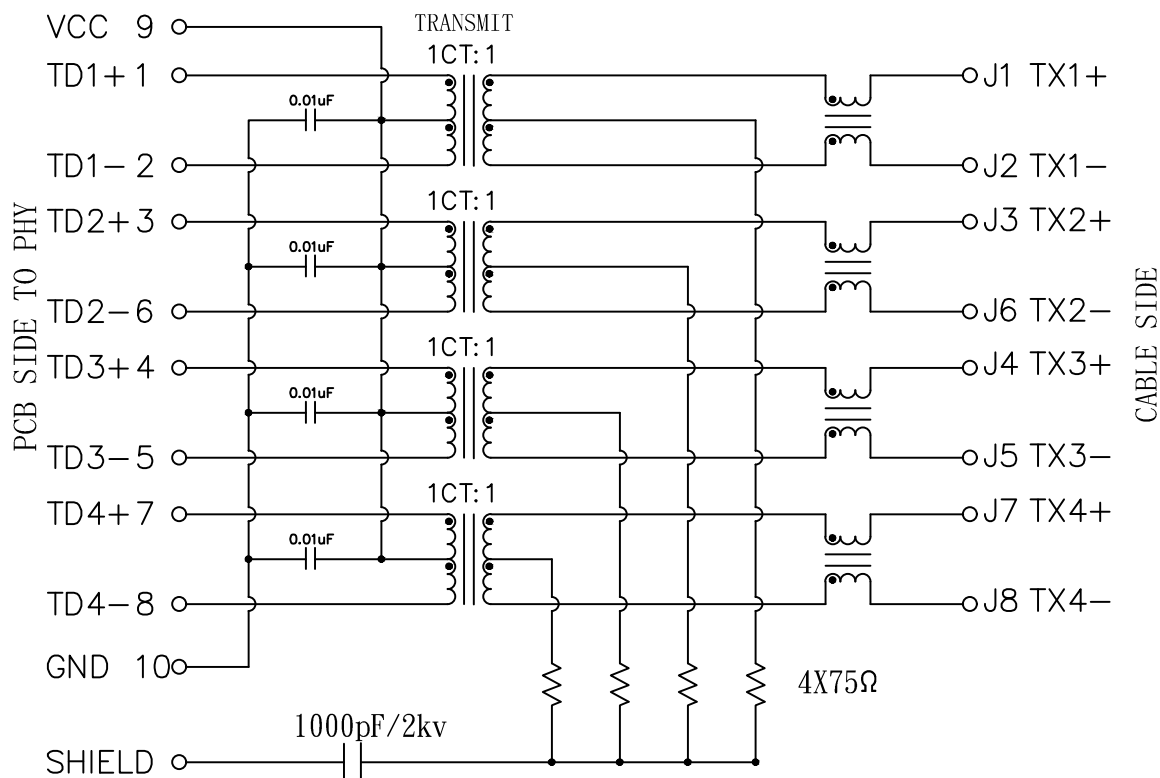 TRANSMIT
VCC 9
1CT:1
TD1+ 1
J1 TX1+
0.01uF
TD1- 2
J2 TX1-
1CT:1
TD2+ 3
J3 TX2+
0.01uF
TD2- 6
J6 TX2-
1CT:1
TD3+ 4
J4 TX3+
0.01uF
TD3- 5
J5 TX3-
1CT:1
TD4+ 7
J7 TX4+
0.01uF
TD4- 8
J8 TX4-
GND 10
4X75Ω
1000pF/2kv
SHIELD
PCB SIDE TO PHY
CABLE SIDE